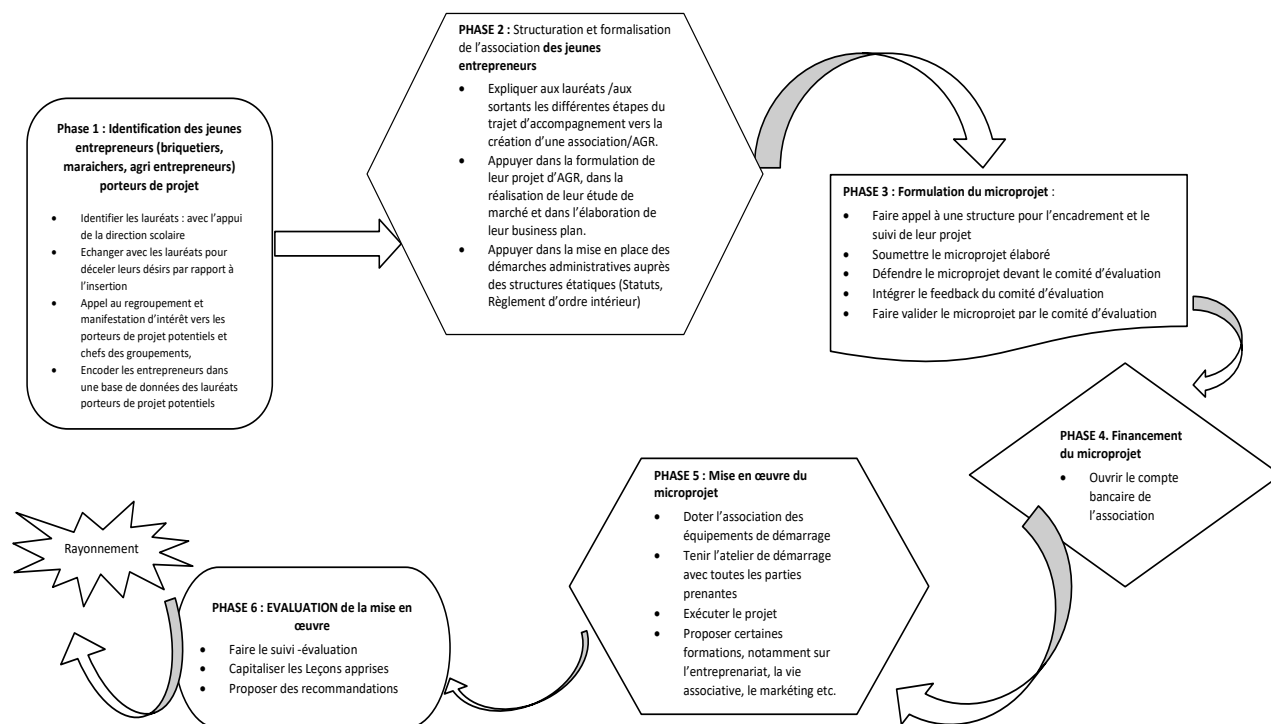 Phase 1 : Identification des jeunes
entrepreneurs (briquetiers,
maraichers, agri entrepreneurs)
porteurs de projet
• Identifier les lauréats : avec l'appui
de la direction scolaire
• Echanger avec les lauréats pour
déceler leurs désirs par rapport à
l'insertion
• Appel au regroupement et
manifestation d'intérêt vers les
porteurs de projet potentiels et
chefs des groupements,
• Encoder les entrepreneurs dans
une base de données des lauréats
porteurs de projet potentiels
PHASE 2 : Structuration et formalisation
de l'association des jeunes
entrepreneurs
• Expliquer aux lauréats /aux
sortants les différentes étapes du
trajet d'accompagnement vers la
création d'une association/AGR.
• Appuyer dans la formulation de
leur projet d'AGR, dans la
réalisation de leur étude de
marché et dans l'élaboration de
leur business plan.
• Appuyer dans la mise en place des
démarches administratives auprès
des structures étatiques (Statuts,
Règlement d'ordre intérieur)
PHASE 3 : Formulation du microprojet :
• Faire appel à une structure pour l'encadrement et le
suivi de leur projet
• Soumettre le microprojet élaboré
• Défendre le microprojet devant le comité d'évaluation
• Intégrer le feedback du comité d'évaluation
• Faire valider le microprojet par le comité d'évaluation
PHASE 4. Financement
du microprojet
• Ouvrir le compte
bancaire de
l'association
PHASE 5 : Mise en œuvre du
microprojet
• Doter l'association des
équipements de démarrage
• Tenir l'atelier de démarrage
avec toutes les parties
prenantes
• Exécuter le projet
• Proposer certaines
formations, notamment sur
l'entreprenariat, la vie
associative, le markéting etc.
PHASE 6 : EVALUATION de la mise en
œuvre
• Faire le suivi -évaluation
• Capitaliser les Leçons apprises
• Proposer des recommandations
Rayonnement